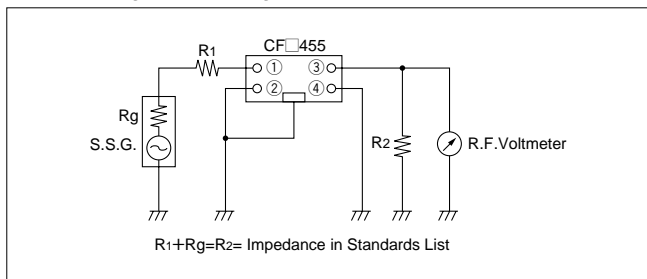 CF□455
R1
① ③
② ④
Rg
S.S.G.
R2
R.F.Voltmeter
R1+Rg=R2= Impedance in Standards List